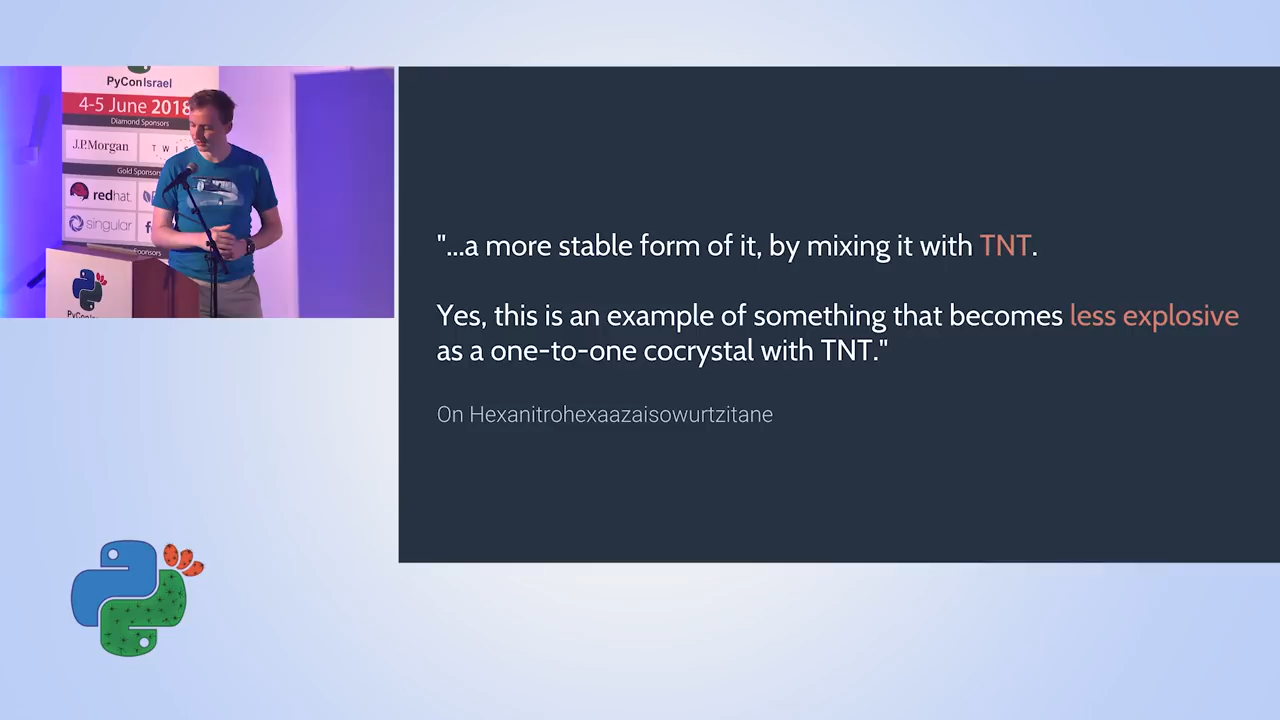 PyConIsrael
4-5 June 2018
Diamond Sponsors
J.P.Morgan
T W I
Gold Sponsors
redhat.
singular
ponsors
"...a more stable form of it, by mixing it with TNT.
Yes, this is an example of something that becomes less explosive
as a one-to-one cocrystal with TNT."
On Hexanitrohexaazaisowurtzitane